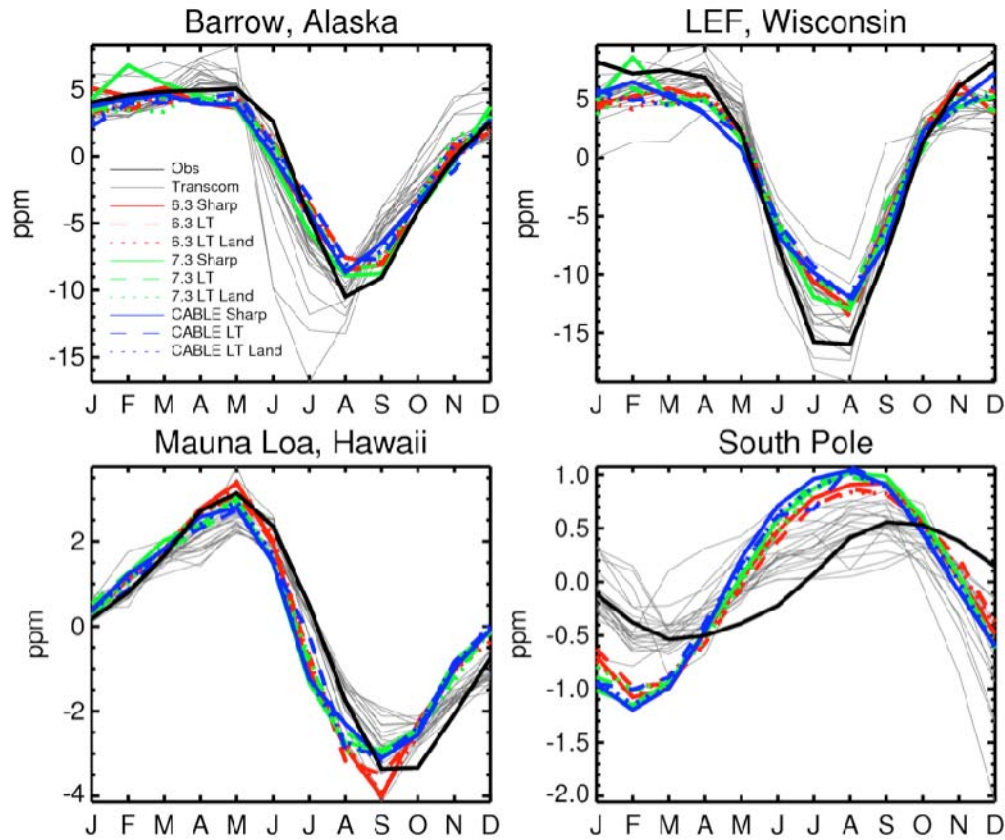 Barrow, Alaska
ppm
5
0
-5
-10
-15
Obs
Transcom
6.3 Sharp
6.3 LT
6.3 LT Land
7.3 Sharp
7.3 LT
7.3 LT Land
CABLE Sharp
CABLE LT
CABLE LT Land
J F M A M J J A S O N D
LEF, Wisconsin
ppm
5
0
-5
-10
-15
J F M A M J J A S O N D
Mauna Loa, Hawaii
ppm
2
0
-2
-4
J F M A M J J A S O N D
South Pole
ppm
1.0
0.5
0.0
-0.5
-1.0
-1.5
-2.0
J F M A M J J A S O N D